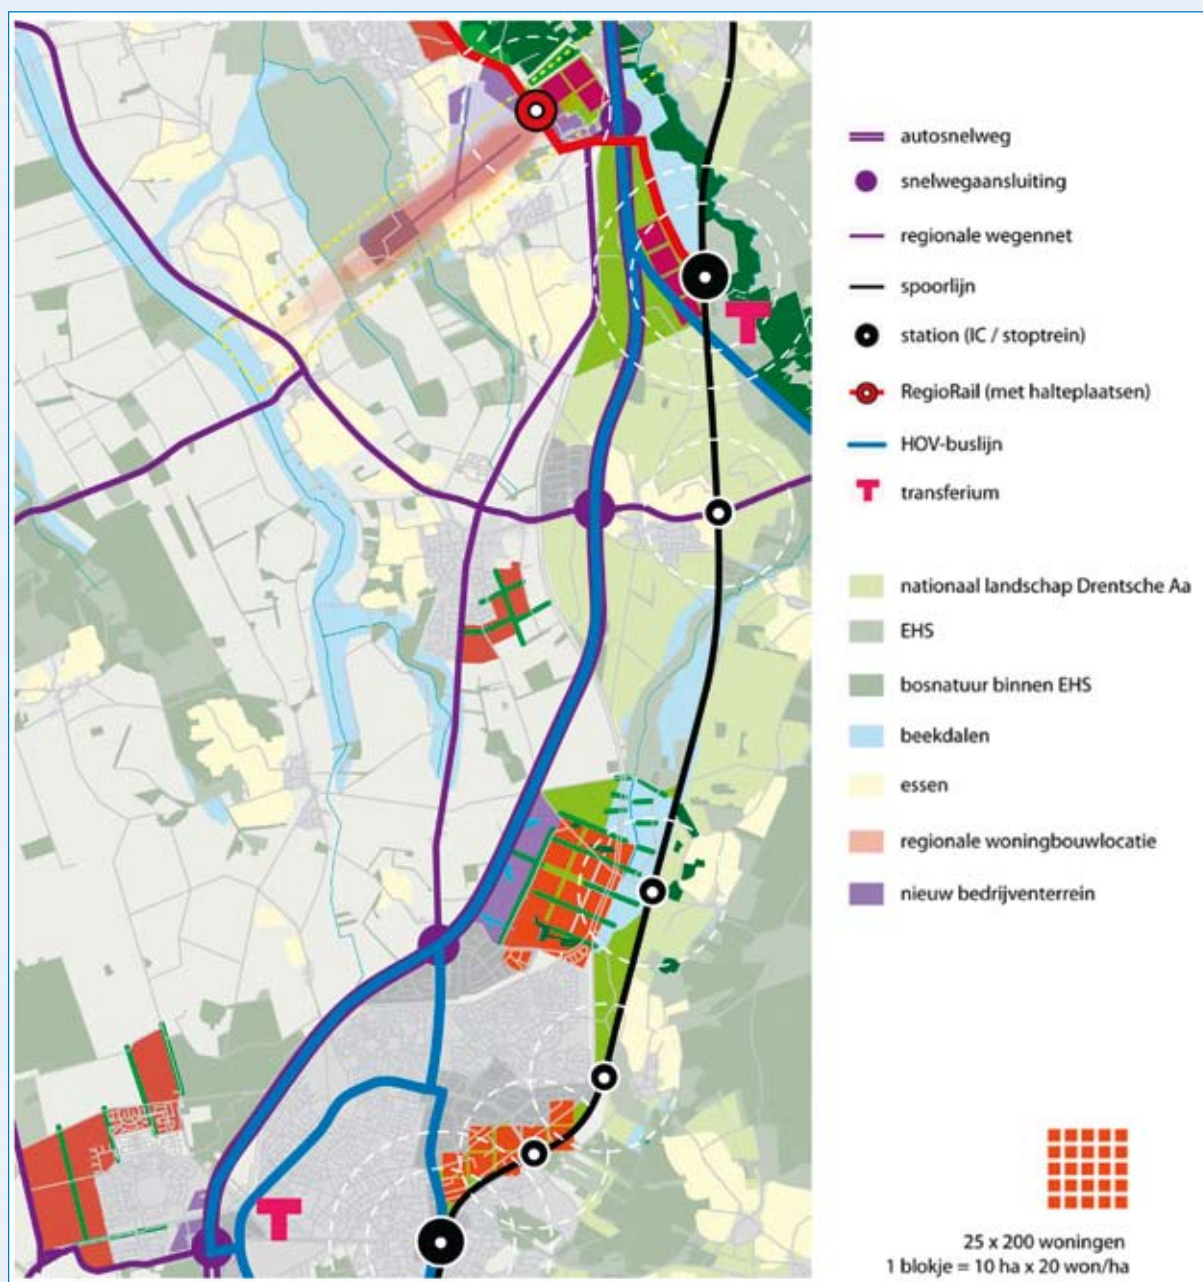 autosnelweg
snelwegaansluiting
regionale wegennet
spoorlijn
station (IC / stoptrein)
RegioRail (met halteplaatsen)
HOV-buslijn
transferium
nationaal landschap Drentsche Aa
EHS
bosnatuur binnen EHS
beekdalen
essen
regionale woningbouwlocatie
nieuw bedrijventerrein
25 x 200 woningen
1 blokje = 10 ha x 20 won/ha